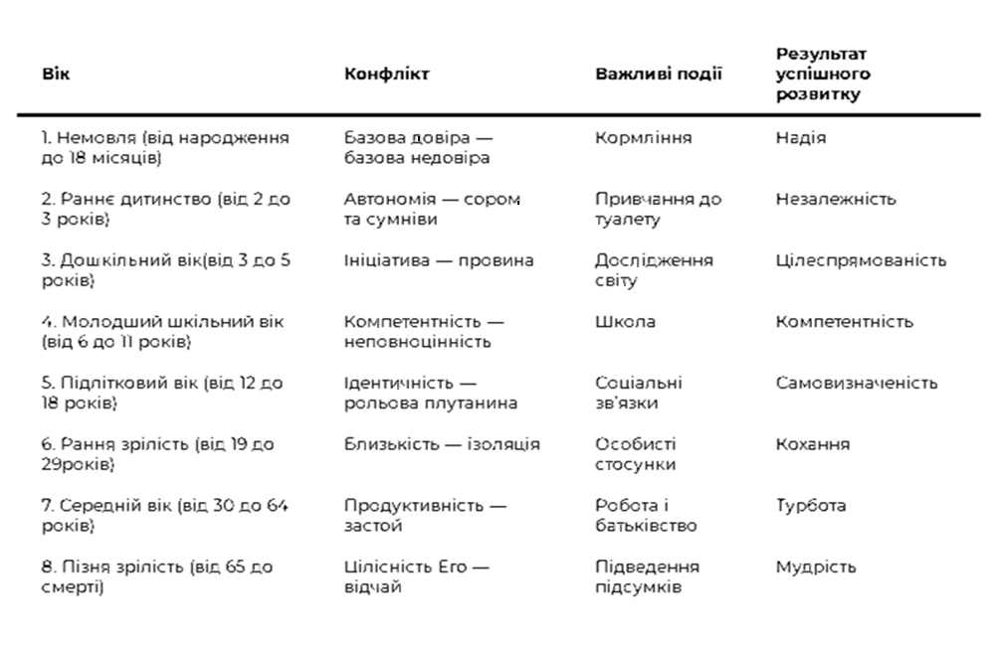 Вік
Конфлікт
Важливі події
Результат
успішного
розвитку
1. Немовля (від народження
до 18 місяців)
Базова довіра —
базова недовіра
Кормління
Надія
2. Раннє дитинство (від 2 до
3 років)
Автономія — сором
та сумніви
Привчання до
туалету
Незалежність
3. Дошкільний вік(від 3 до 5
років)
Ініціатива — провина
Дослідження
світу
Цілеспрямованість
4. Молодший шкільний вік
(від 6 до 11 років)
Компетентність —
неповноцінність
Школа
Компетентність
5. Підлітковий вік (від 12 до
18 років)
Ідентичність —
рольова плутанина
Соціальні
зв'язки
Самовизначеність
6. Рання зрілість (від 19 до
29років)
Близькість — ізоляція
Особисті
стосунки
Кохання
7. Середній вік (від 30 до 64
років)
Продуктивність —
застой
Робота і
батьківство
Турбота
8. Пізня зрілість (від 65 до
смерті)
Цілісність Его —
відчай
Підведення
підсумків
Мудрість